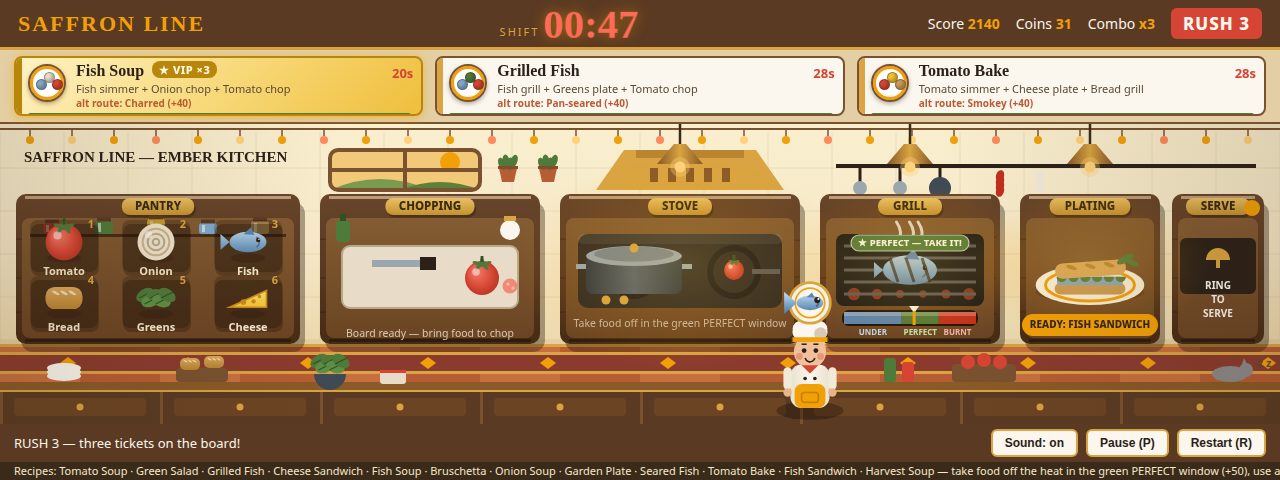 SAFFRON LINE
SHIFT 00:47
Score 2140 Coins 31 Combo x3 RUSH 3
Fish Soup ★ VIP ×3 20s
Fish simmer + Onion chop + Tomato chop
alt route: Charred (+40)
Grilled Fish 28s
Fish grill + Greens plate + Tomato chop
alt route: Pan-seared (+40)
Tomato Bake 28s
Tomato simmer + Cheese plate + Bread grill
alt route: Smokey (+40)
SAFFRON LINE — EMBER KITCHEN
PANTRY
1 2 3
Tomato Onion Fish
4 5 6
Bread Greens Cheese
CHOPPING
Board ready — bring food to chop
STOVE
Take food off in the green PERFECT window
GRILL
★ PERFECT — TAKE IT!
UNDER PERFECT BURNT
PLATING
READY: FISH SANDWICH
SERVE
RING
TO
SERVE
RUSH 3 — three tickets on the board!
Sound: on Pause (P) Restart (R)
Recipes: Tomato Soup · Green Salad · Grilled Fish · Cheese Sandwich · Fish Soup · Bruschetta · Onion Soup · Garden Plate · Seared Fish · Tomato Bake · Fish Sandwich · Harvest Soup — take food off the heat in the green PERFECT window (+50), use a